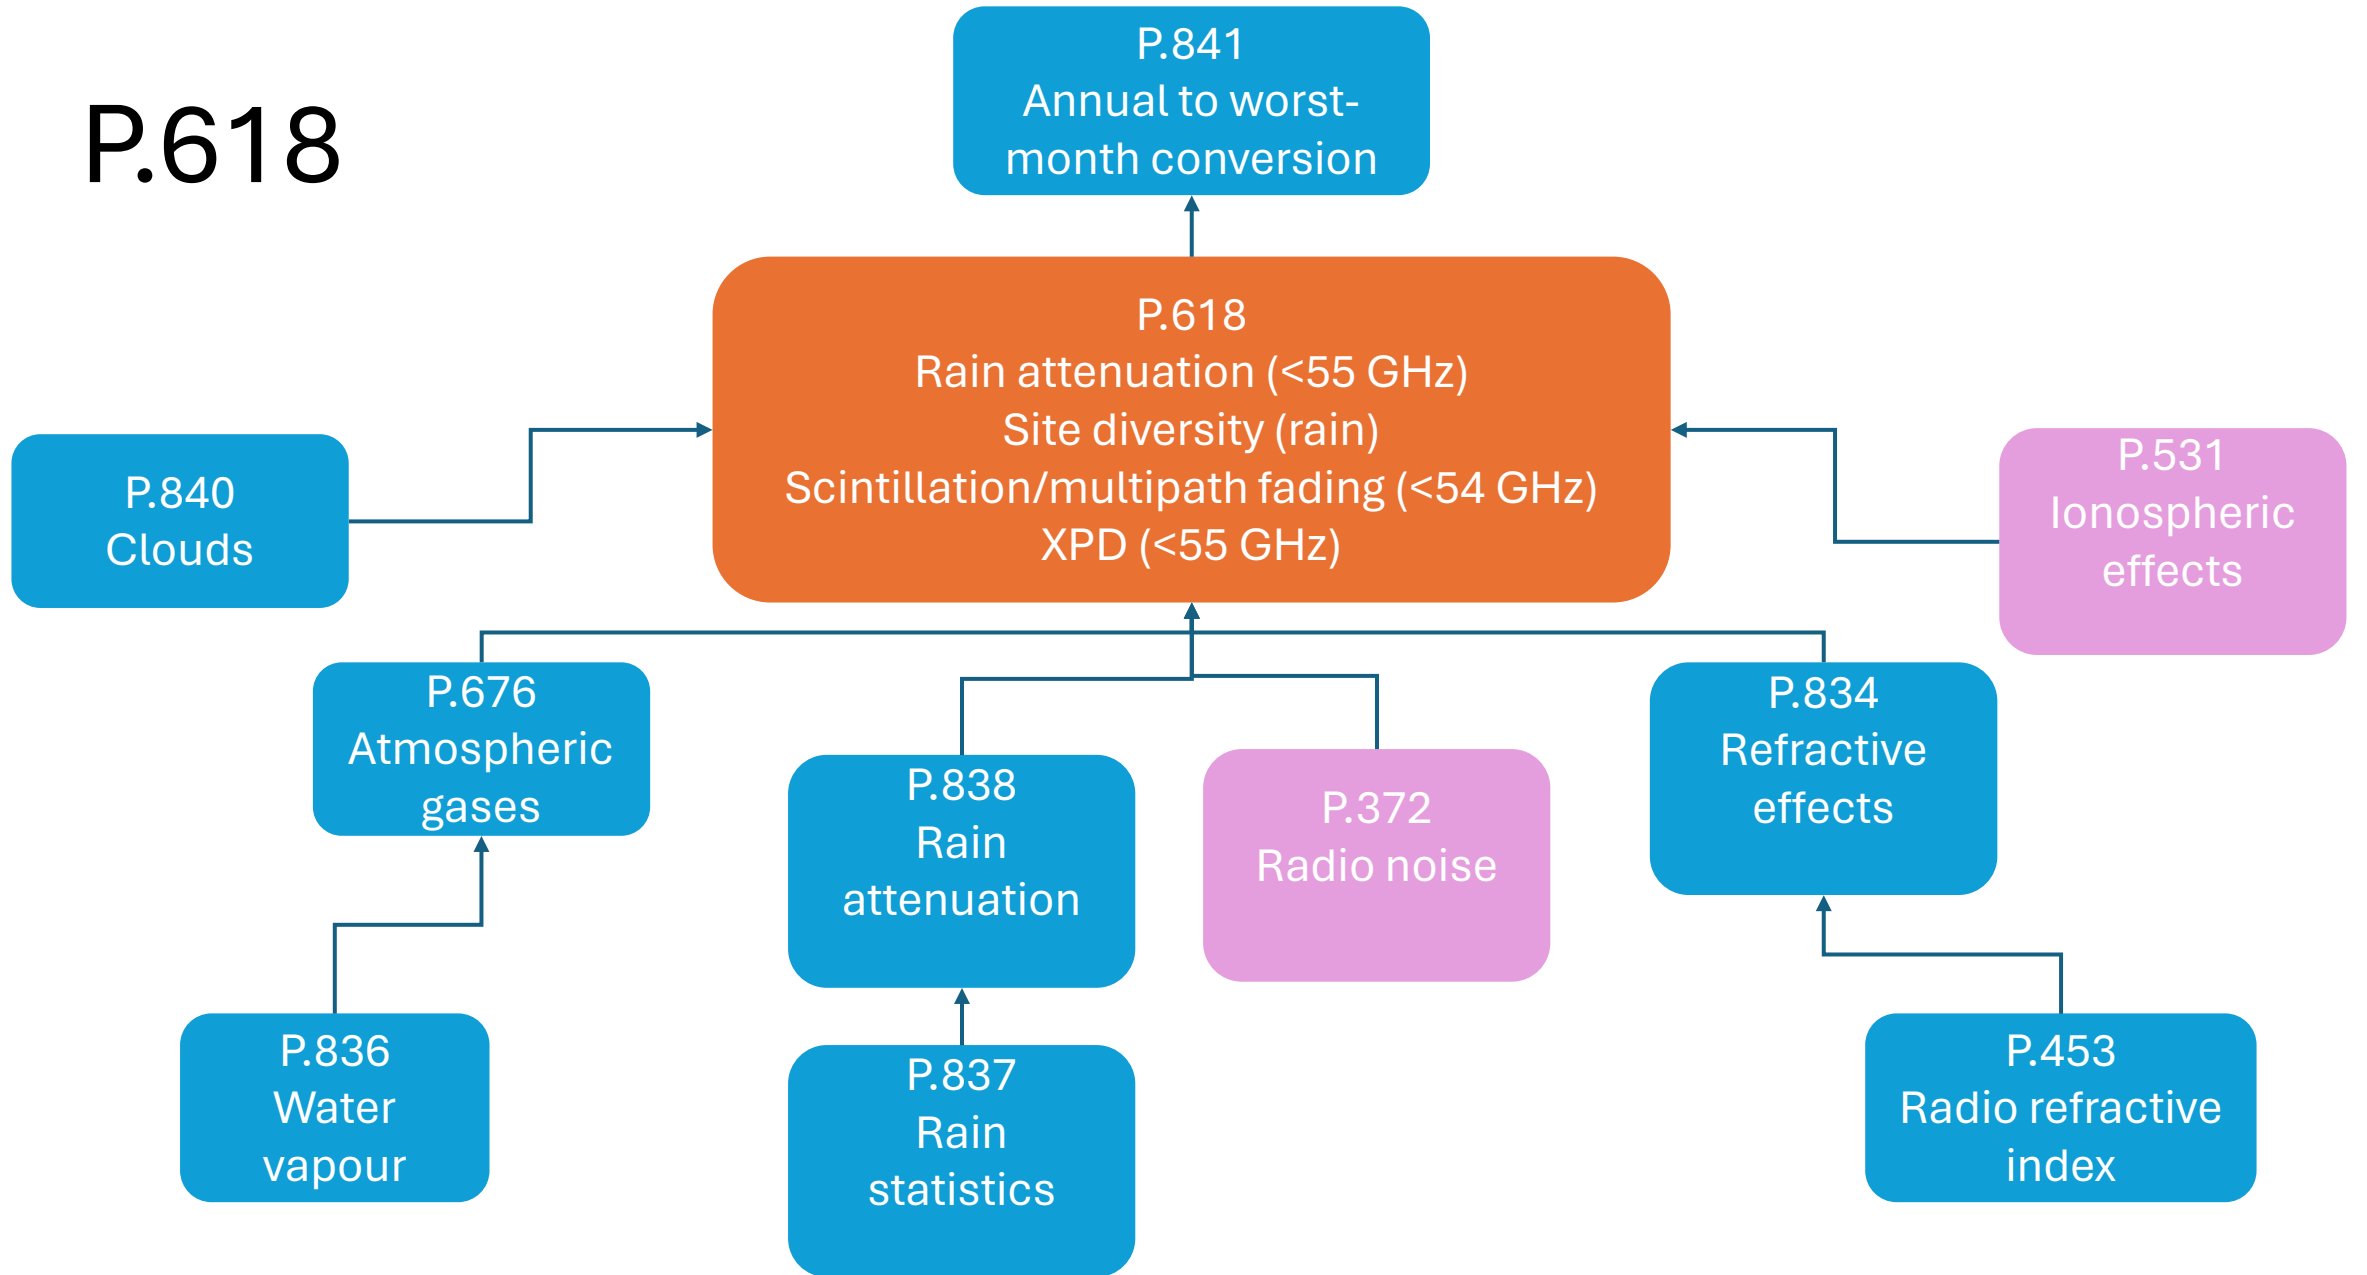 P.618
P.841
Annual to worst-
month conversion
P.618
Rain attenuation (<55 GHz)
Site diversity (rain)
Scintillation/multipath fading (<54 GHz)
XPD (<55 GHz)
P.840
Clouds
P.531
Ionospheric
effects
P.676
Atmospheric
gases
P.838
Rain
attenuation
P.372
Radio noise
P.834
Refractive
effects
P.836
Water
vapour
P.837
Rain
statistics
P.453
Radio refractive
index